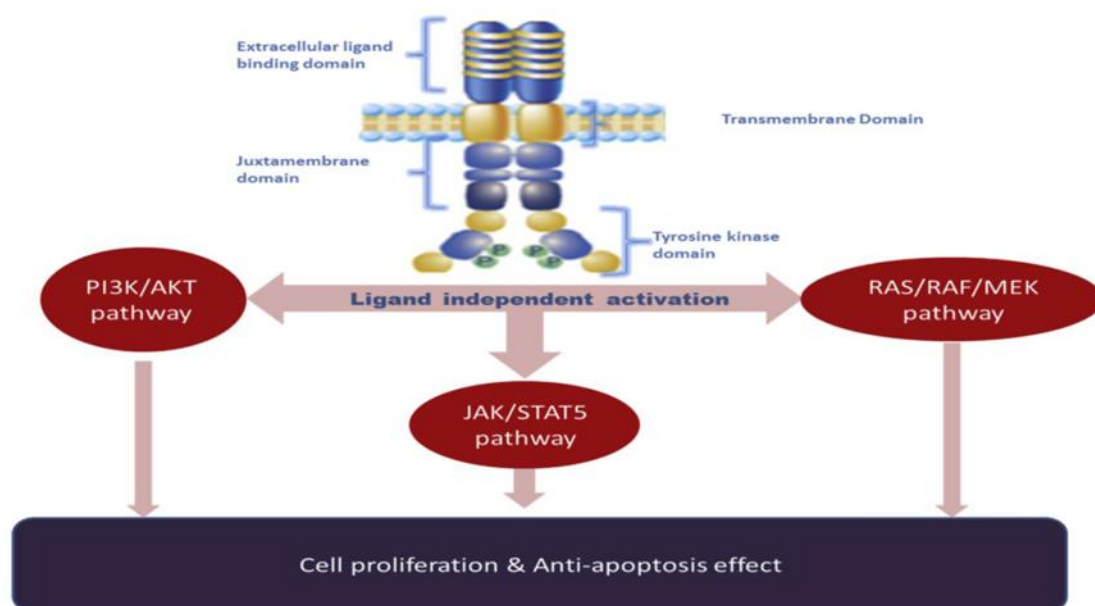 Extracellular ligand
binding domain
Transmembrane Domain
Juxtamembrane
domain
Tyrosine kinase
domain
P
P
P
P
PI3K/AKT
pathway
Ligand independent activation
RAS/RAF/MEK
pathway
JAK/STAT5
pathway
Cell proliferation & Anti-apoptosis effect